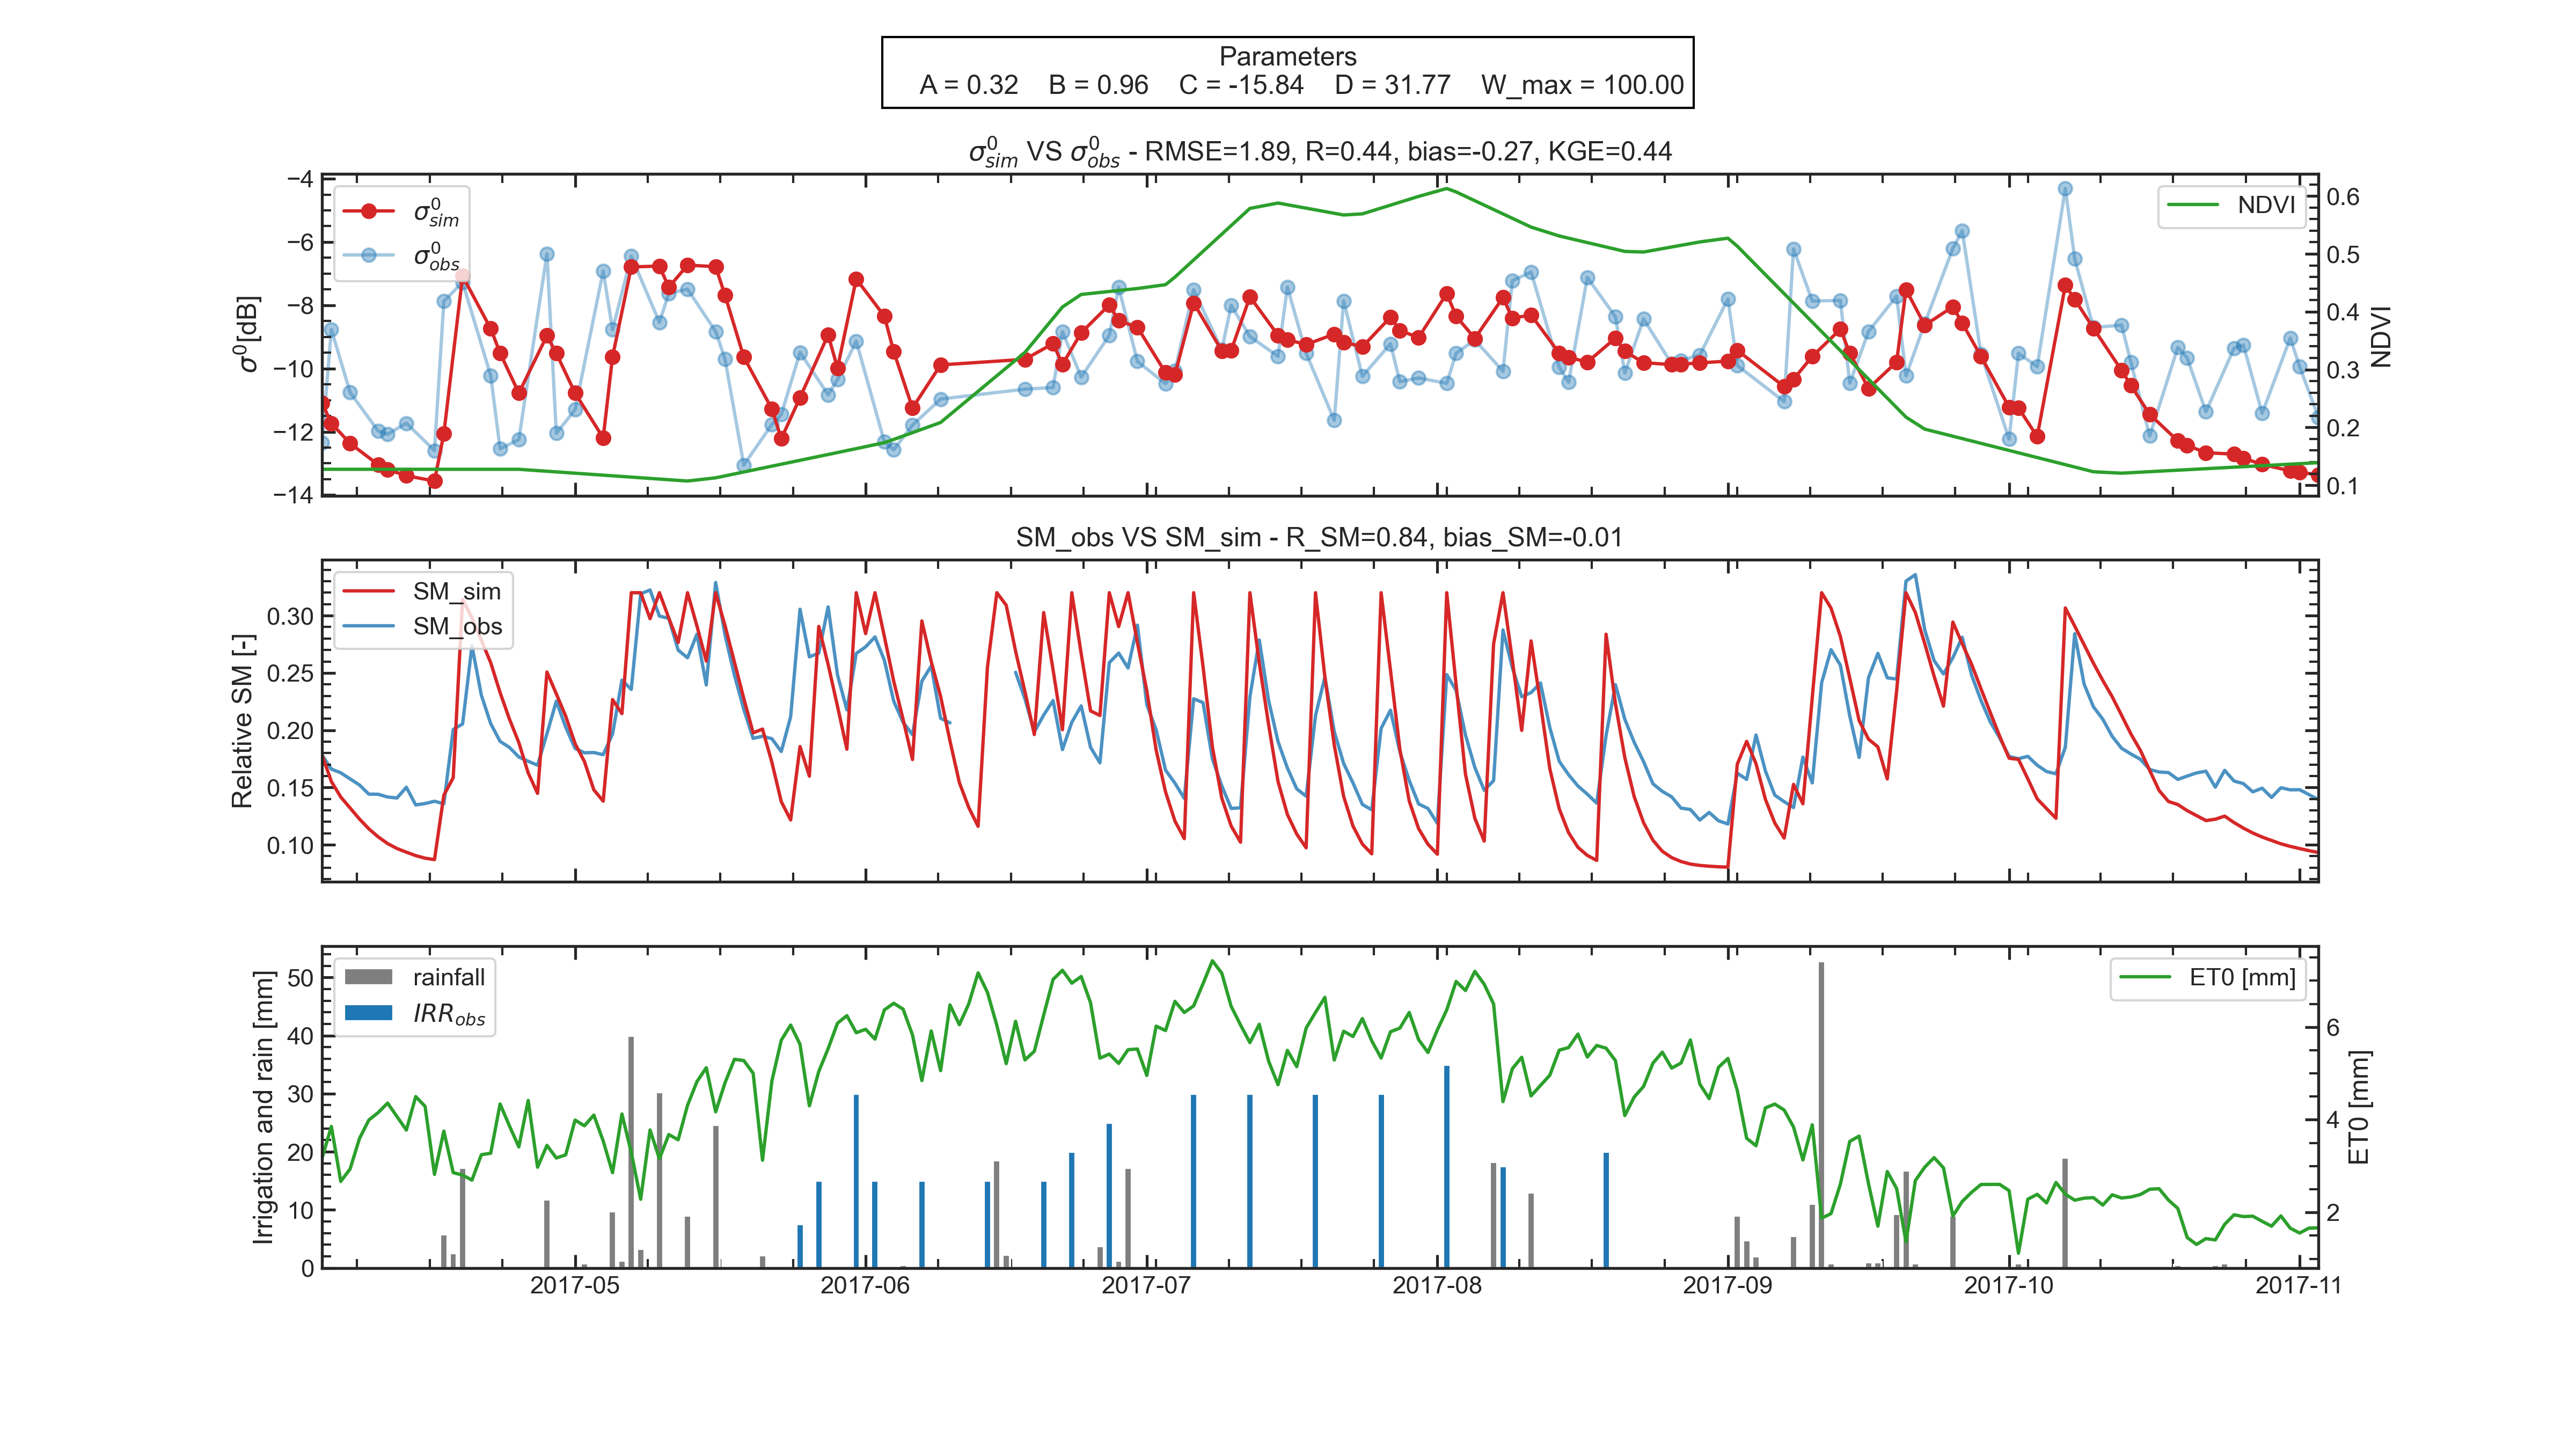 Parameters
A = 0.32 B = 0.96 C = -15.84 D = 31.77 W_max = 100.00
σ⁰sim VS σ⁰obs - RMSE=1.89, R=0.44, bias=-0.27, KGE=0.44
σ⁰sim
σ⁰obs
NDVI
−4
−6
−8
−10
−12
−14
σ⁰[dB]
0.6
0.5
0.4
0.3
0.2
0.1
NDVI
SM_obs VS SM_sim - R_SM=0.84, bias_SM=-0.01
SM_sim
SM_obs
0.30
0.25
0.20
0.15
0.10
Relative SM [-]
rainfall
IRRobs
ET0 [mm]
50
40
30
20
10
0
Irrigation and rain [mm]
6
4
2
ET0 [mm]
2017-05 2017-06 2017-07 2017-08 2017-09 2017-10 2017-11